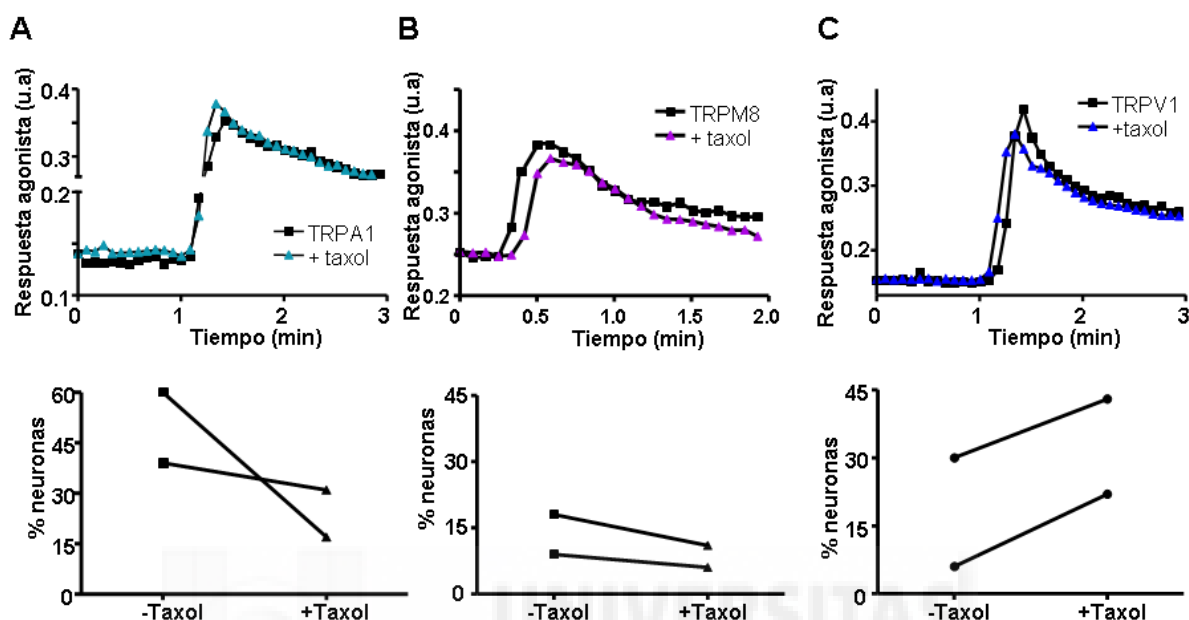 A
Respuesta agonista (u.a)
0.4
0.3
0.2
0.1
TRPA1
+ taxol
0
1
2
3
Tiempo (min)
B
Respuesta agonista (u.a)
0.4
0.3
0.2
TRPM8
+ taxol
0
0.5
1.0
1.5
2.0
Tiempo (min)
C
Respuesta agonista (u.a)
0.4
0.3
0.2
TRPV1
+taxol
0
1
2
3
Tiempo (min)
% neuronas
60
45
30
15
0
-Taxol
+Taxol
% neuronas
45
30
15
0
-Taxol
+Taxol
% neuronas
45
30
15
0
-Taxol
+Taxol
UNIVERSITAS